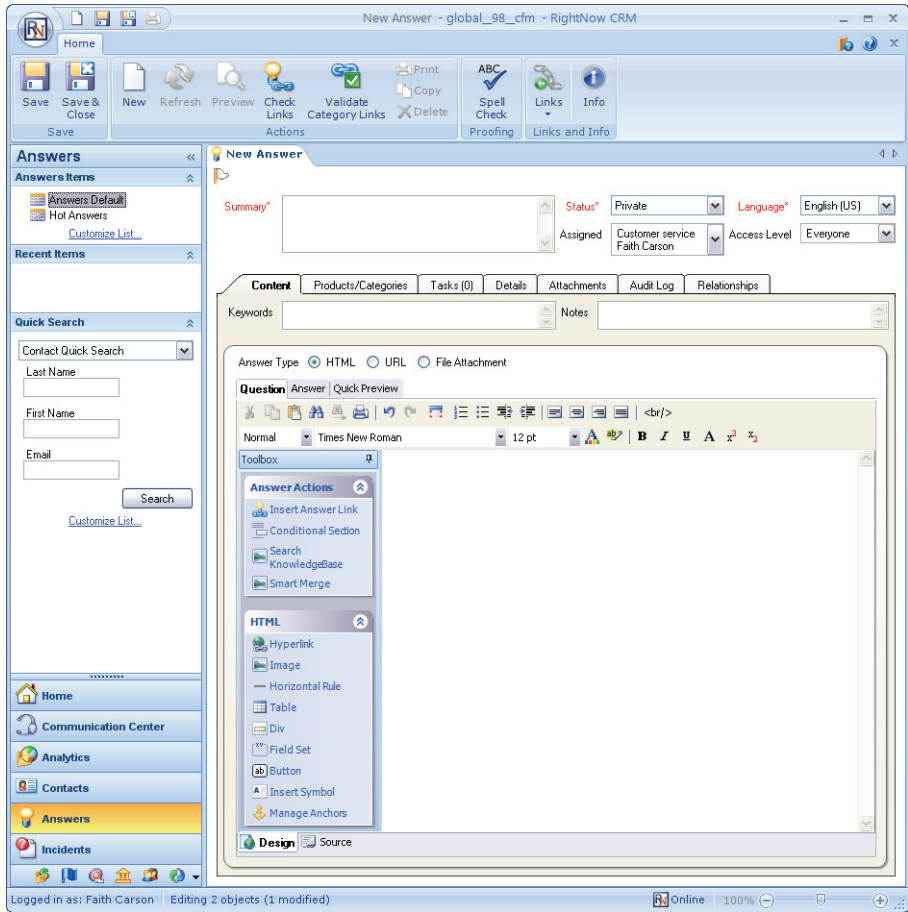 New Answer - global__98_cfm - RightNow CRM
RN
Home
Save
Save & Close
New
Refresh
Preview
Check Links
Validate Category Links
Print
Copy
Delete
ABC
Spell Check
Links
Info
Save
Actions
Proofing
Links and Info
Answers
Answers Items
Answers Default
Hot Answers
Customize List...
Recent Items
Quick Search
Contact Quick Search
Last Name
First Name
Email
Search
Customize List...
Home
Communication Center
Analytics
Contacts
Answers
Incidents
New Answer
Summary*
Status* Private
Language* English (US)
Assigned Customer service
Faith Carson
Access Level Everyone
Content Products/Categories Tasks (0) Details Attachments Audit Log Relationships
Keywords
Notes
Answer Type HTML URL File Attachment
Question Answer Quick Preview
<br/>
Normal Times New Roman 12 pt A ab B I U A x2 x2
Toolbox
Answer Actions
Insert Answer Link
Conditional Section
Search
KnowledgeBase
Smart Merge
HTML
Hyperlink
Image
Horizontal Rule
Table
Div
Field Set
ab Button
Insert Symbol
Manage Anchors
Design Source
Logged in as: Faith Carson Editing 2 objects (1 modified) Online 100%